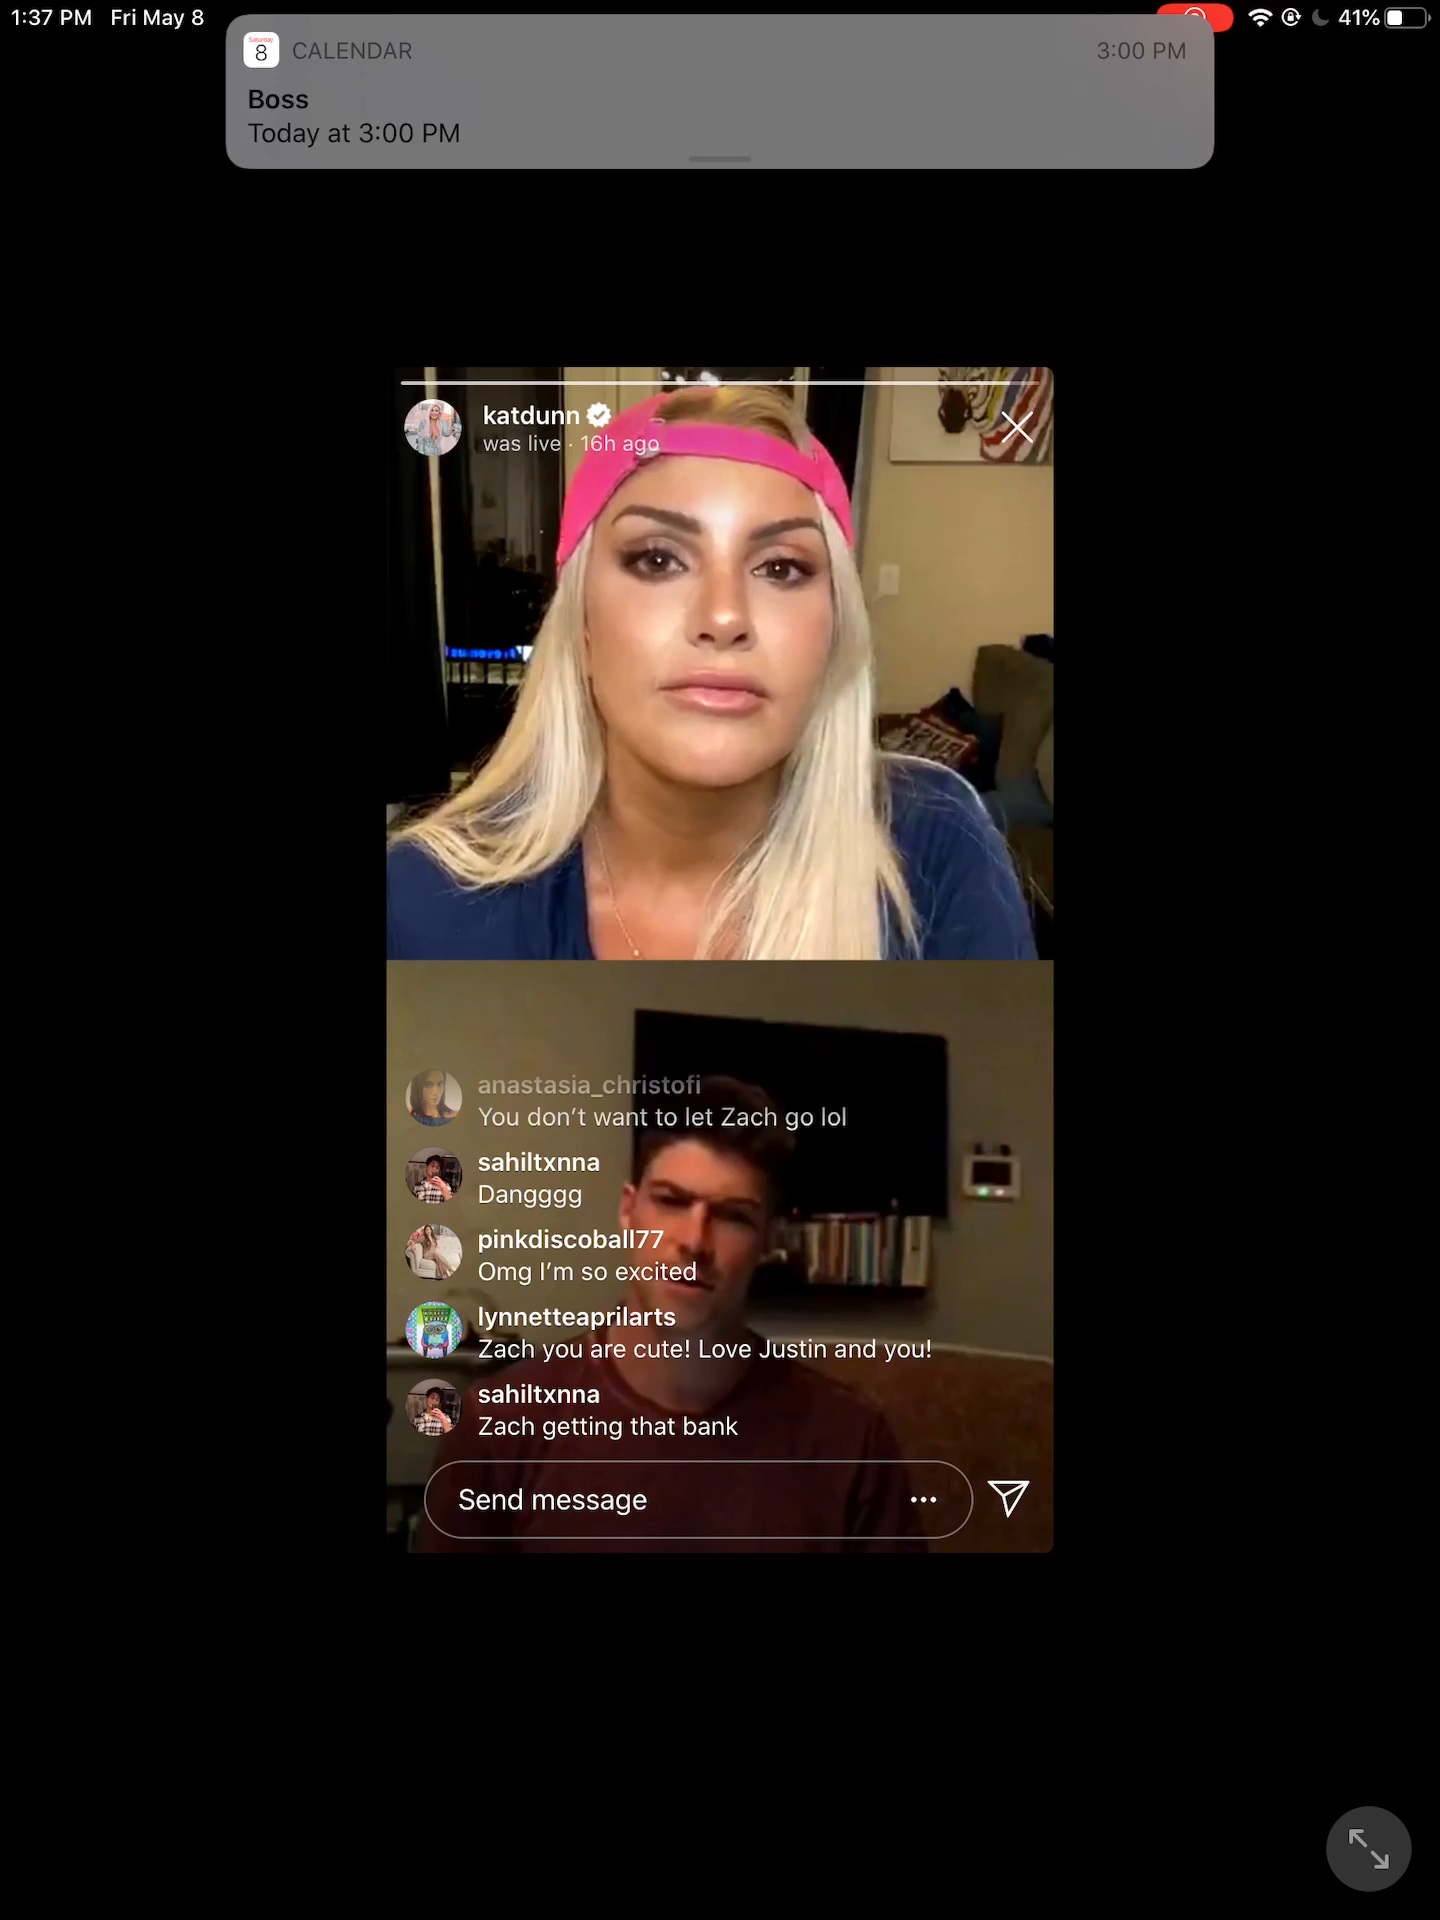 1:37 PM Fri May 8
41%
Saturday
8
CALENDAR
3:00 PM
Boss
Today at 3:00 PM
katdunn
was live · 16h ago
anastasia_christofi
You don’t want to let Zach go lol
sahiltxnna
Dangggg
pinkdiscoball77
Omg I’m so excited
lynnetteaprilarts
Zach you are cute! Love Justin and you!
sahiltxnna
Zach getting that bank
Send message